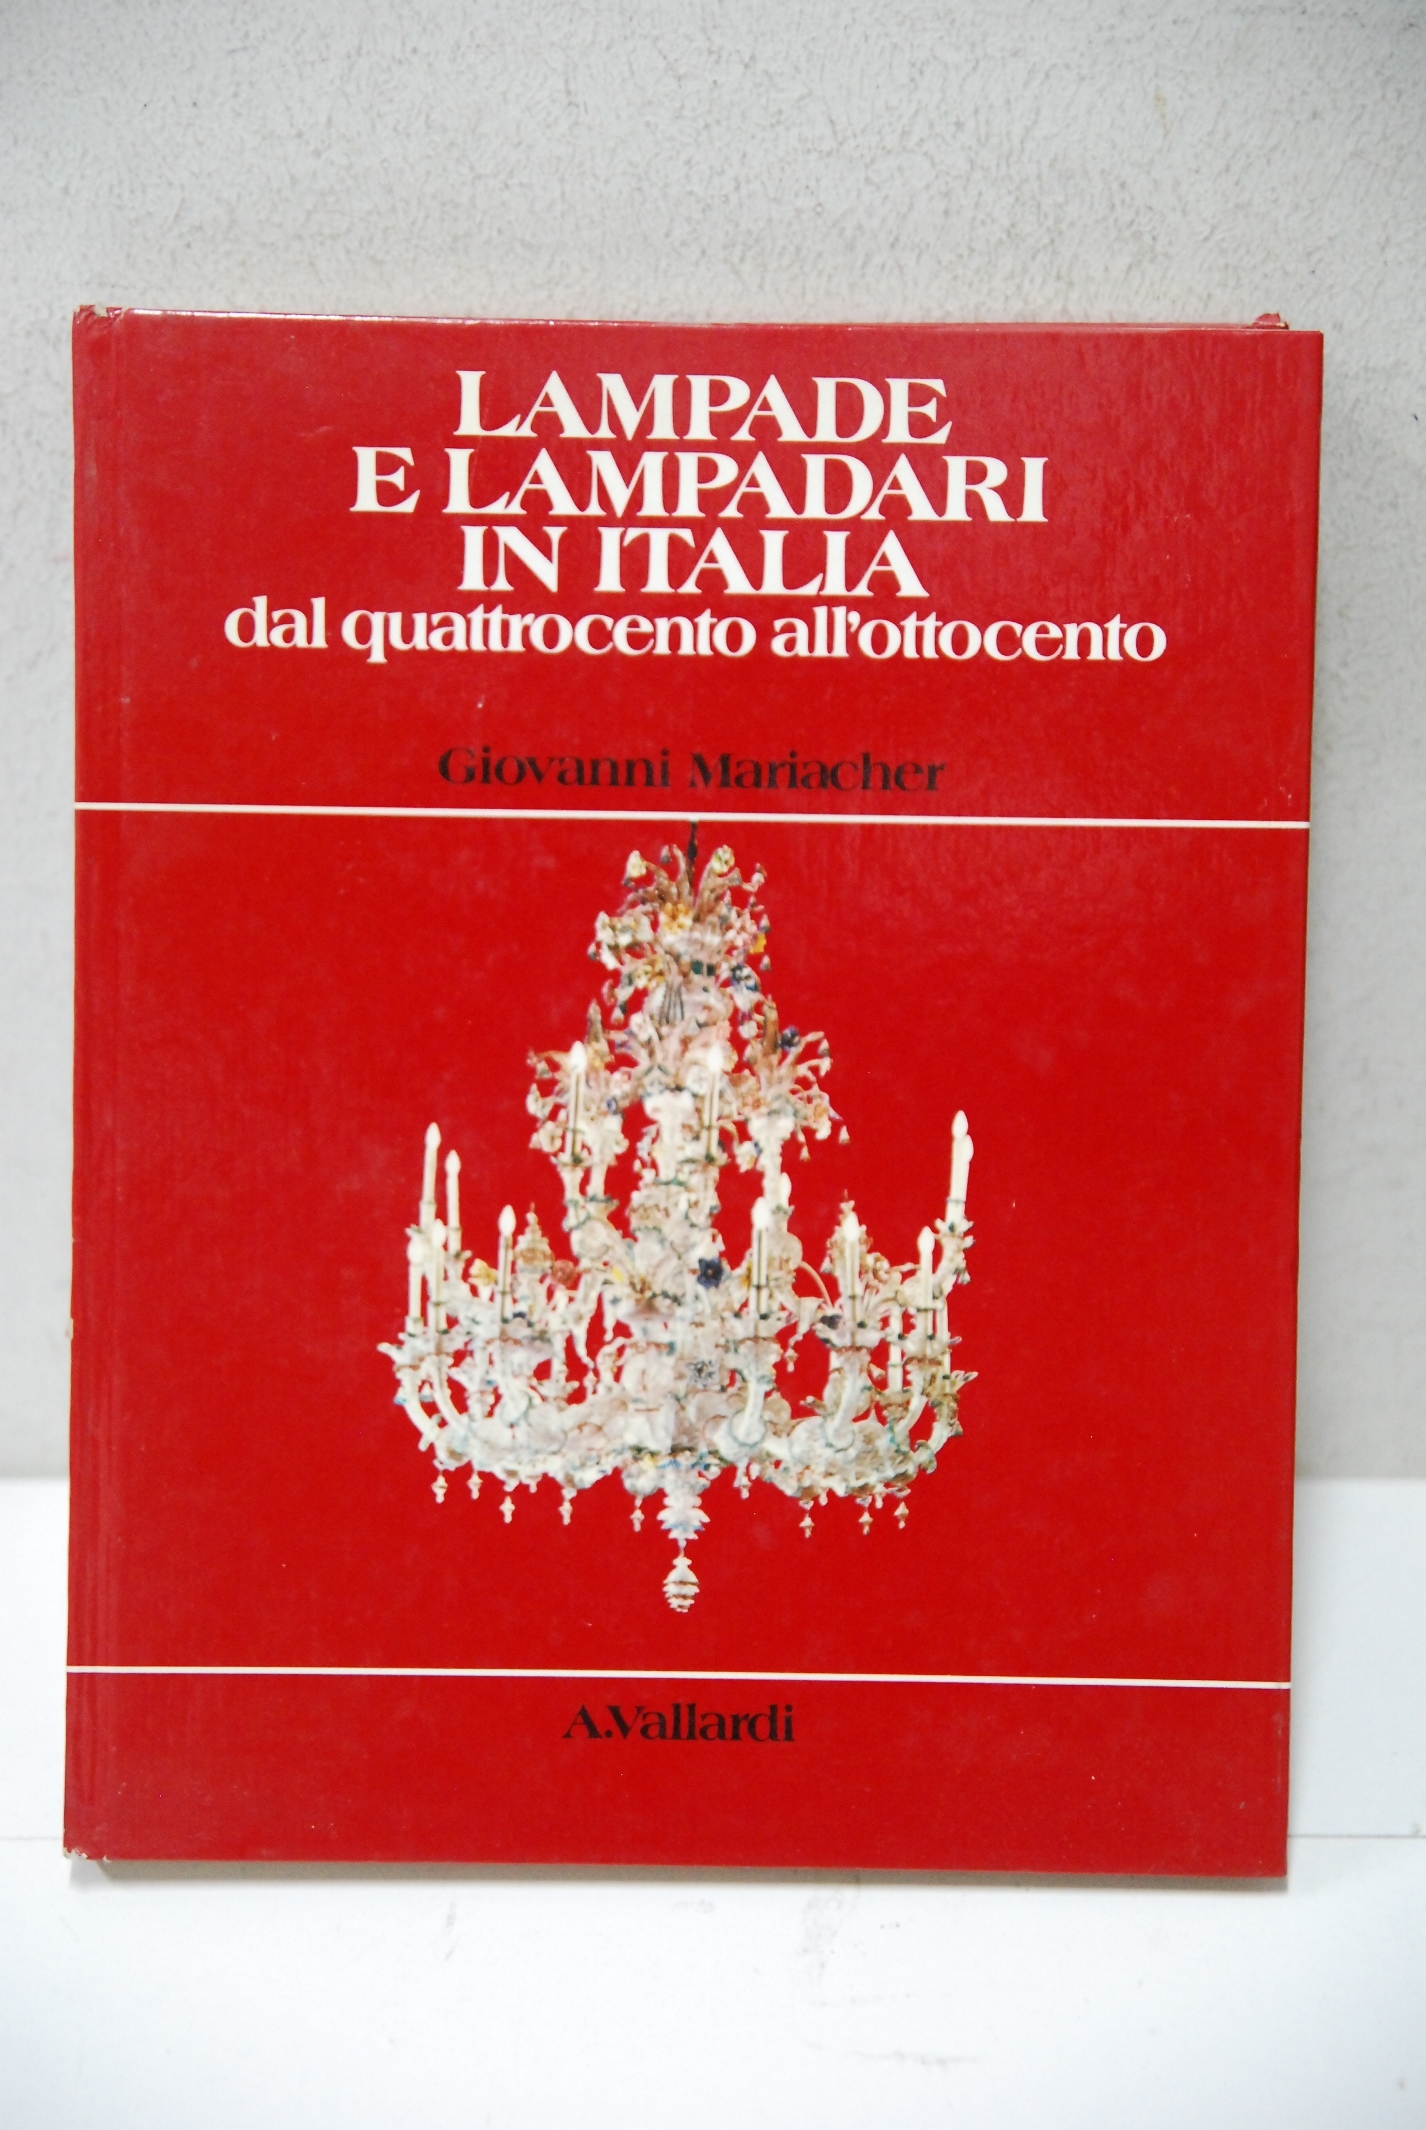 LAMPADE
E LAMPADARI
IN ITALIA
dal quattrocento all'ottocento
Giovanni Mariacher
A.Vallardi